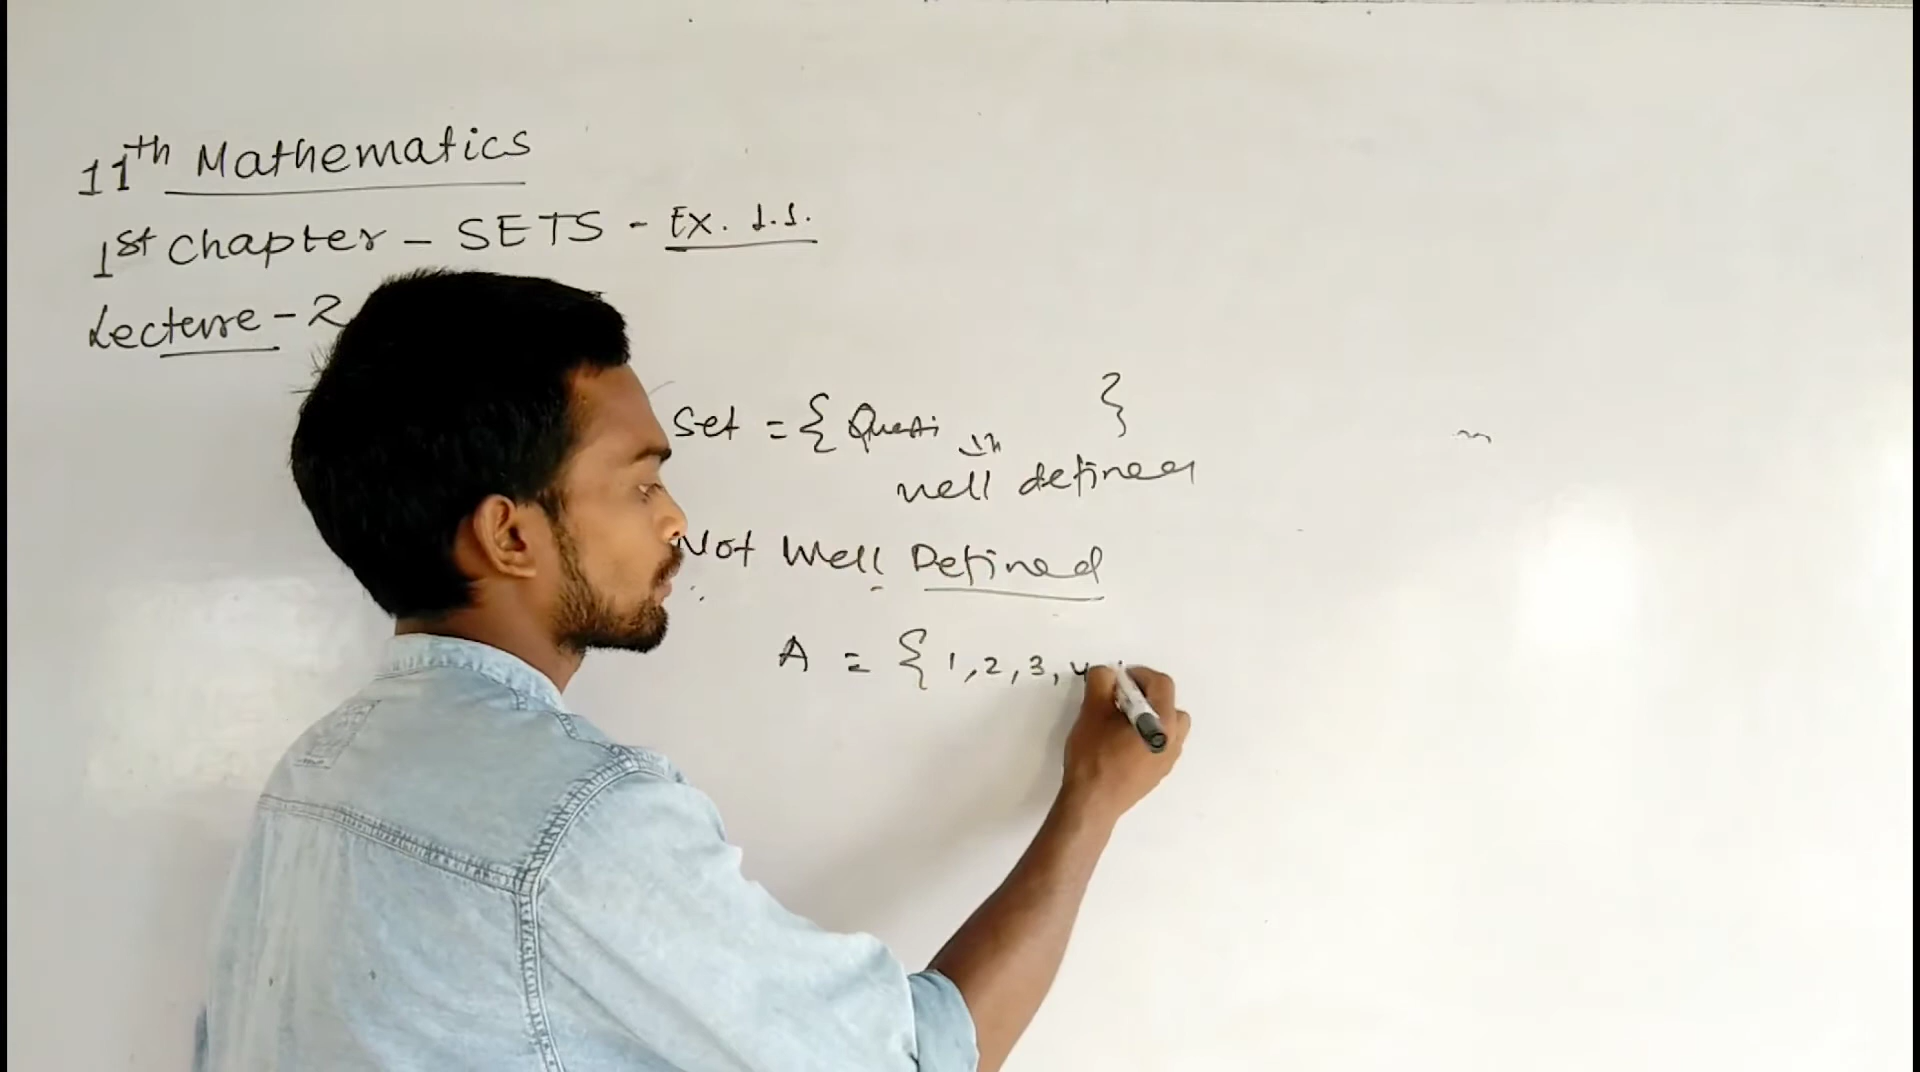 11th Mathematics
1st Chapter - SETS - Ex. 1.1.
Lecture - 2
Set = { }
well defined
Not Well Defined
A = { 1, 2, 3, 4